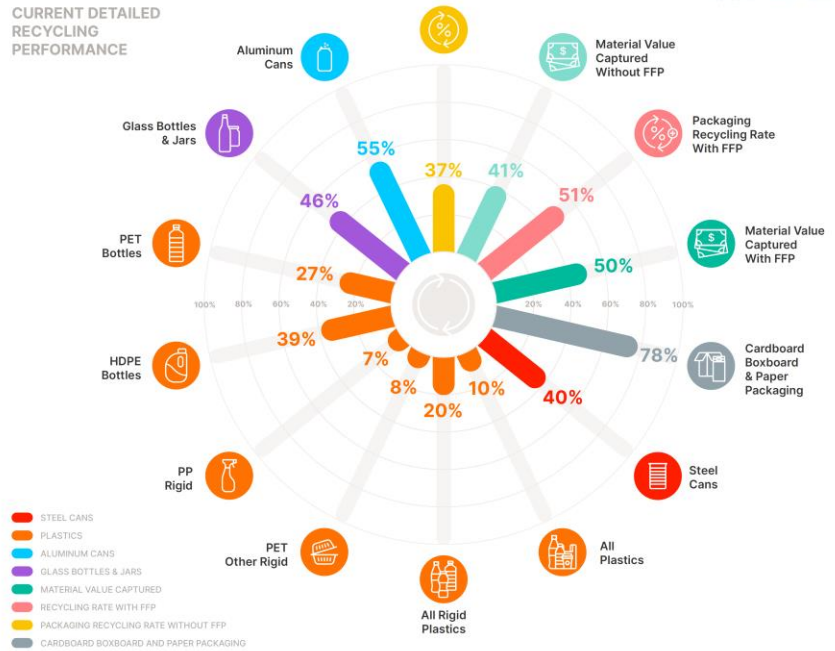 CURRENT DETAILED
RECYCLING
PERFORMANCE
%
Aluminum
Cans
$
Material Value
Captured
Without FFP
Glass Bottles
& Jars
%
Packaging
Recycling Rate
With FFP
55%
37%
41%
51%
46%
PET
Bottles
$
Material Value
Captured
With FFP
27%
50%
100%
80%
60%
40%
20%
20%
40%
60%
80%
100%
39%
7%
8%
20%
10%
40%
78%
HDPE
Bottles
Cardboard
Boxboard
& Paper
Packaging
PP
Rigid
Steel
Cans
PET
Other Rigid
All Rigid
Plastics
All
Plastics
STEEL CANS
PLASTICS
ALUMINUM CANS
GLASS BOTTLES & JARS
MATERIAL VALUE CAPTURED
RECYCLING RATE WITH FFP
PACKAGING RECYCLING RATE WITHOUT FFP
CARDBOARD BOXBOARD AND PAPER PACKAGING